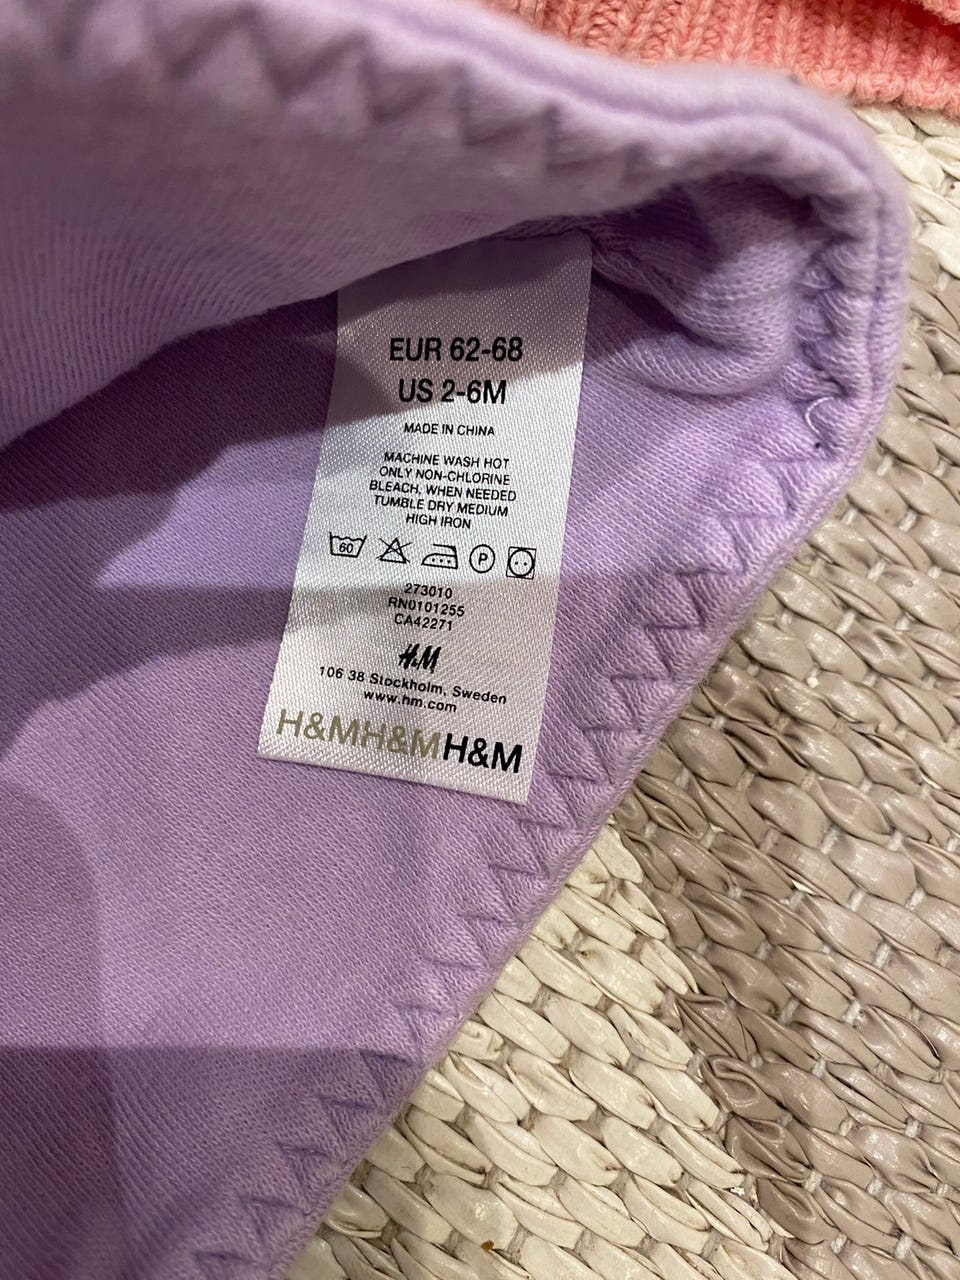 EUR 62-68
US 2-6M
MADE IN CHINA
MACHINE WASH HOT
ONLY NON-CHLORINE
BLEACH, WHEN NEEDED
TUMBLE DRY MEDIUM
HIGH IRON
60 P
273010
RN0101255
CA42271
H&M
106 38 Stockholm, Sweden
www.hm.com
H&MH&MH&M